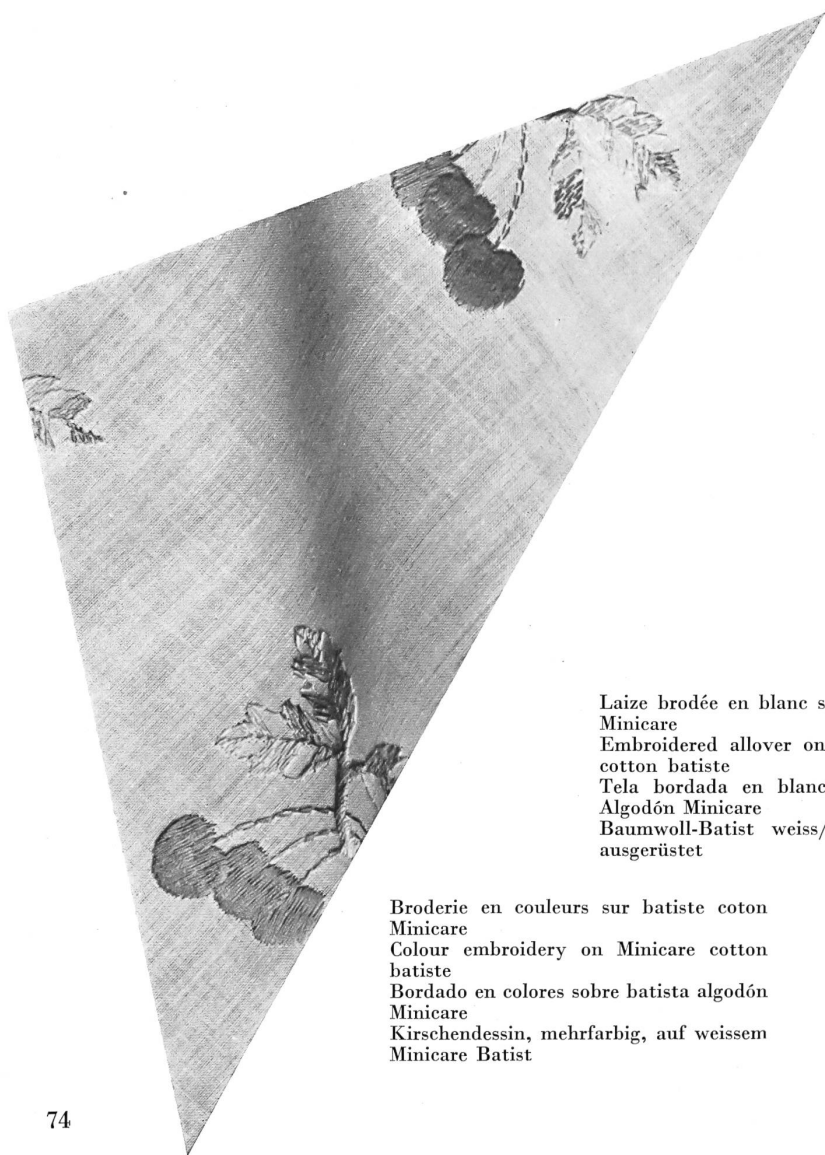 Laize brodée en blanc
Minicare
Embroidered allover on
cotton batiste
Tela bordada en blanc
Algodón Minicare
Baumwoll-Batist weiss/
ausgerüstet
Broderie en couleurs sur batiste coton
Minicare
Colour embroidery on Minicare cotton
batiste
Bordado en colores sobre batista algodón
Minicare
Kirschendessin, mehrfarbig, auf weissem
Minicare Batist
74